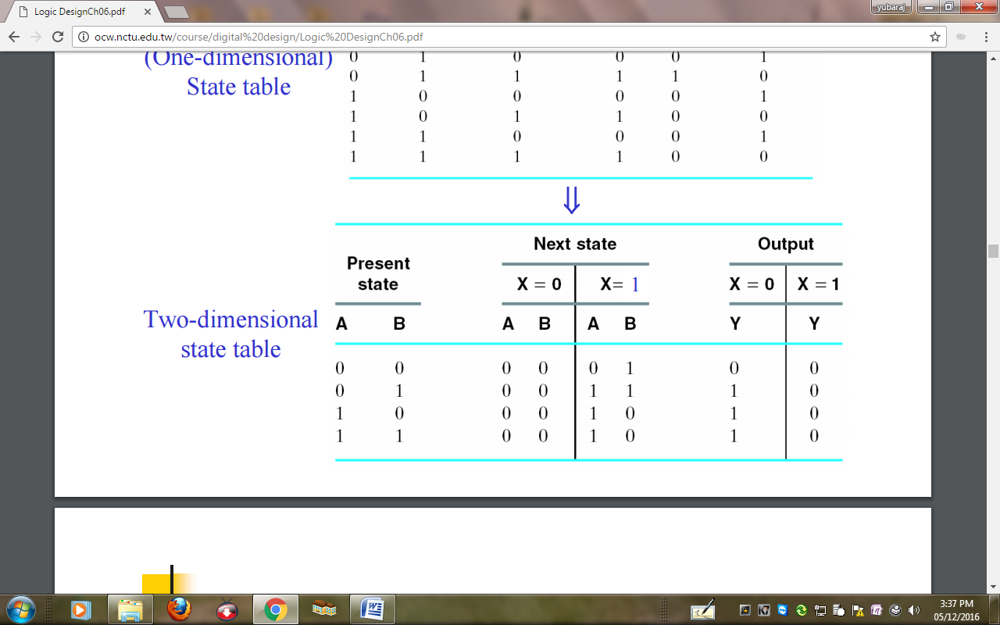 Logic DesignCh06.pdf
yubaraj
ocw.nctu.edu.tw/course/digital%20design/Logic%20DesignCh06.pdf
(One-dimensional)
State table
0 1 0 0 0 1
0 1 1 1 1 0
1 0 0 0 0 1
1 0 1 1 0 0
1 1 0 0 0 1
1 1 1 1 0 0
⇓
Next state Output
Present
state
X = 0 X= 1 X = 0 X = 1
Two-dimensional
state table
A B A B A B Y Y
0 0 0 0 0 1 0 0
0 1 0 0 1 1 1 0
1 0 0 0 1 0 1 0
1 1 0 0 1 0 1 0
3:37 PM
05/12/2016